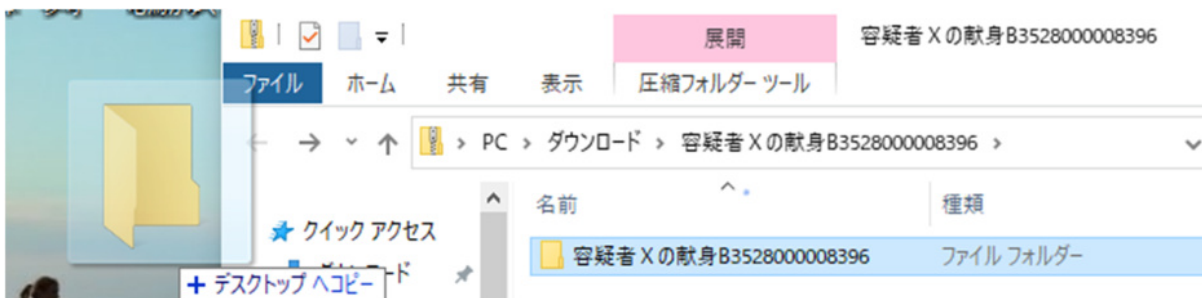 展開
容疑者Xの献身B3528000008396
ファイル
ホーム
共有
表示
圧縮フォルダー ツール
PC › ダウンロード › 容疑者Xの献身B3528000008396 ›
クイック アクセス
名前
種類
容疑者Xの献身B3528000008396
ファイル フォルダー
+ デスクトップ へコピー